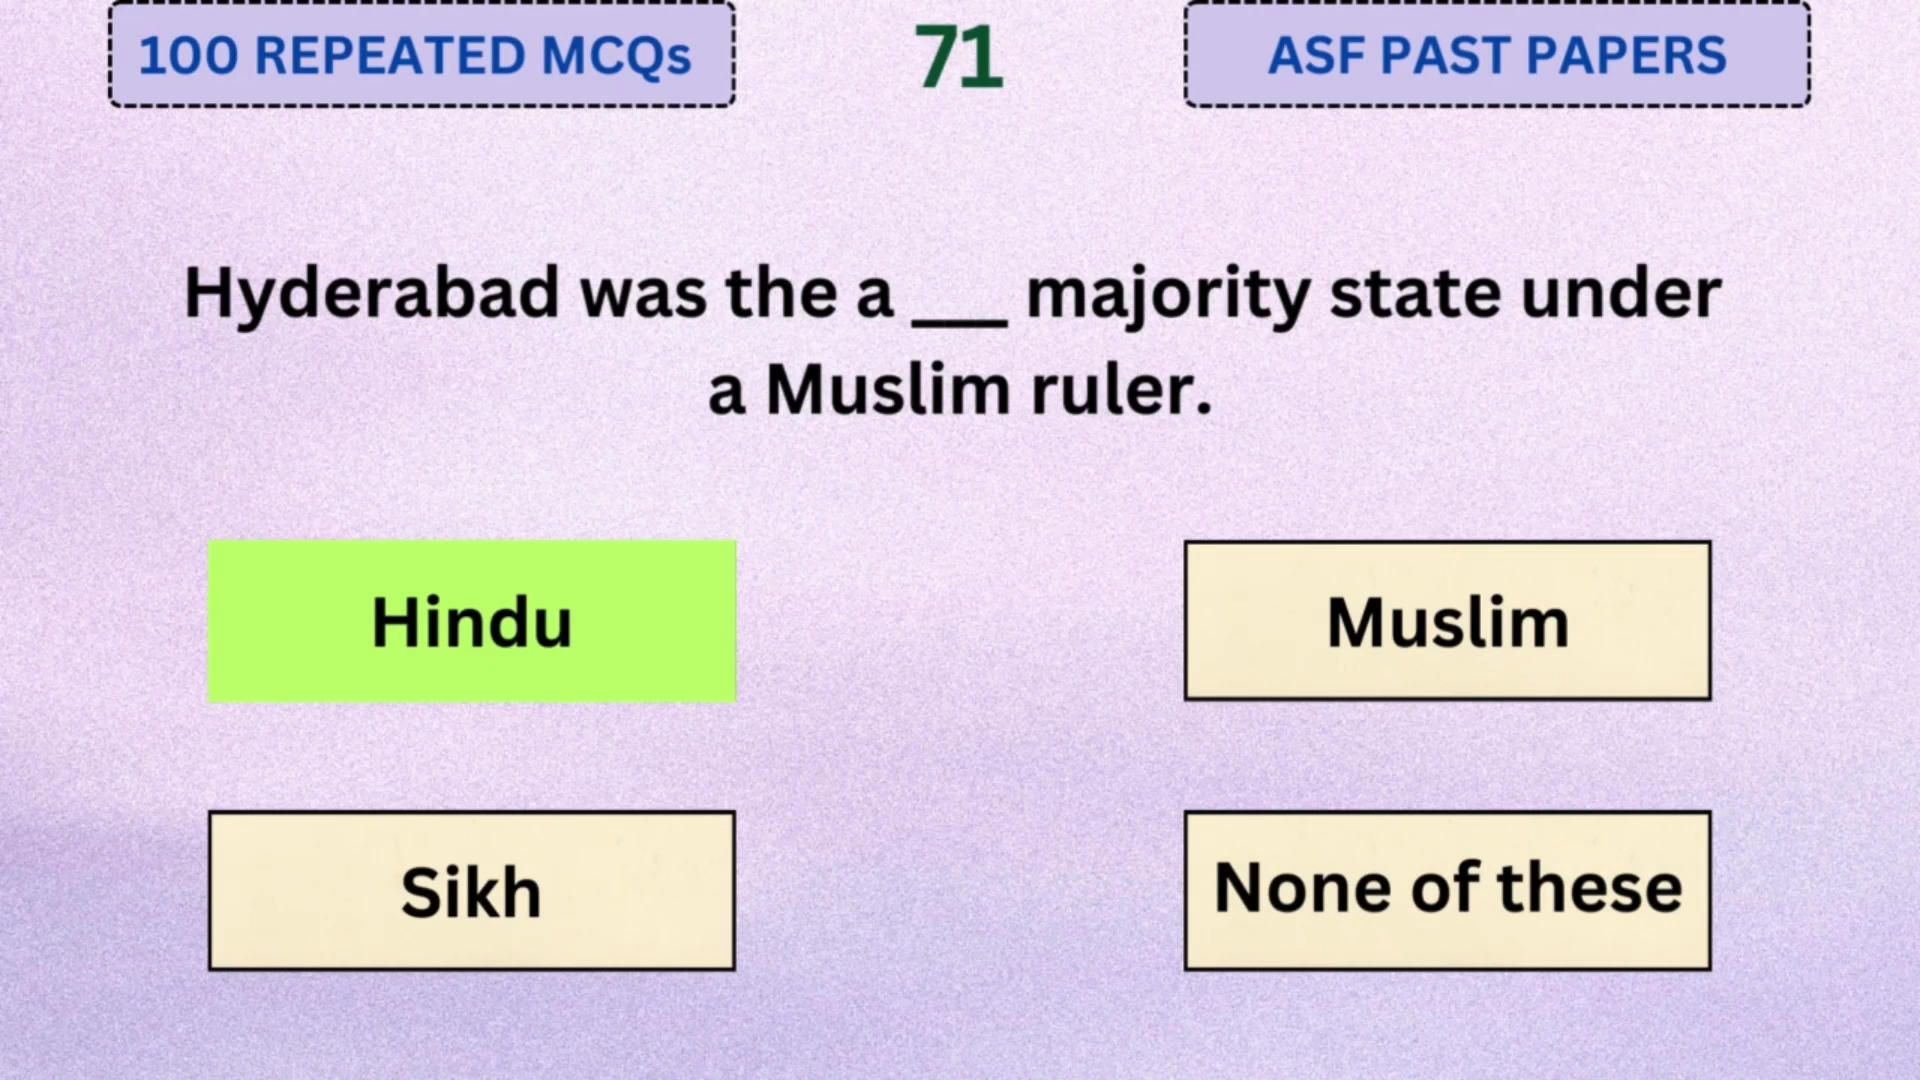 100 REPEATED MCQs
71
ASF PAST PAPERS
Hyderabad was the a ___ majority state under
a Muslim ruler.
Hindu
Muslim
Sikh
None of these